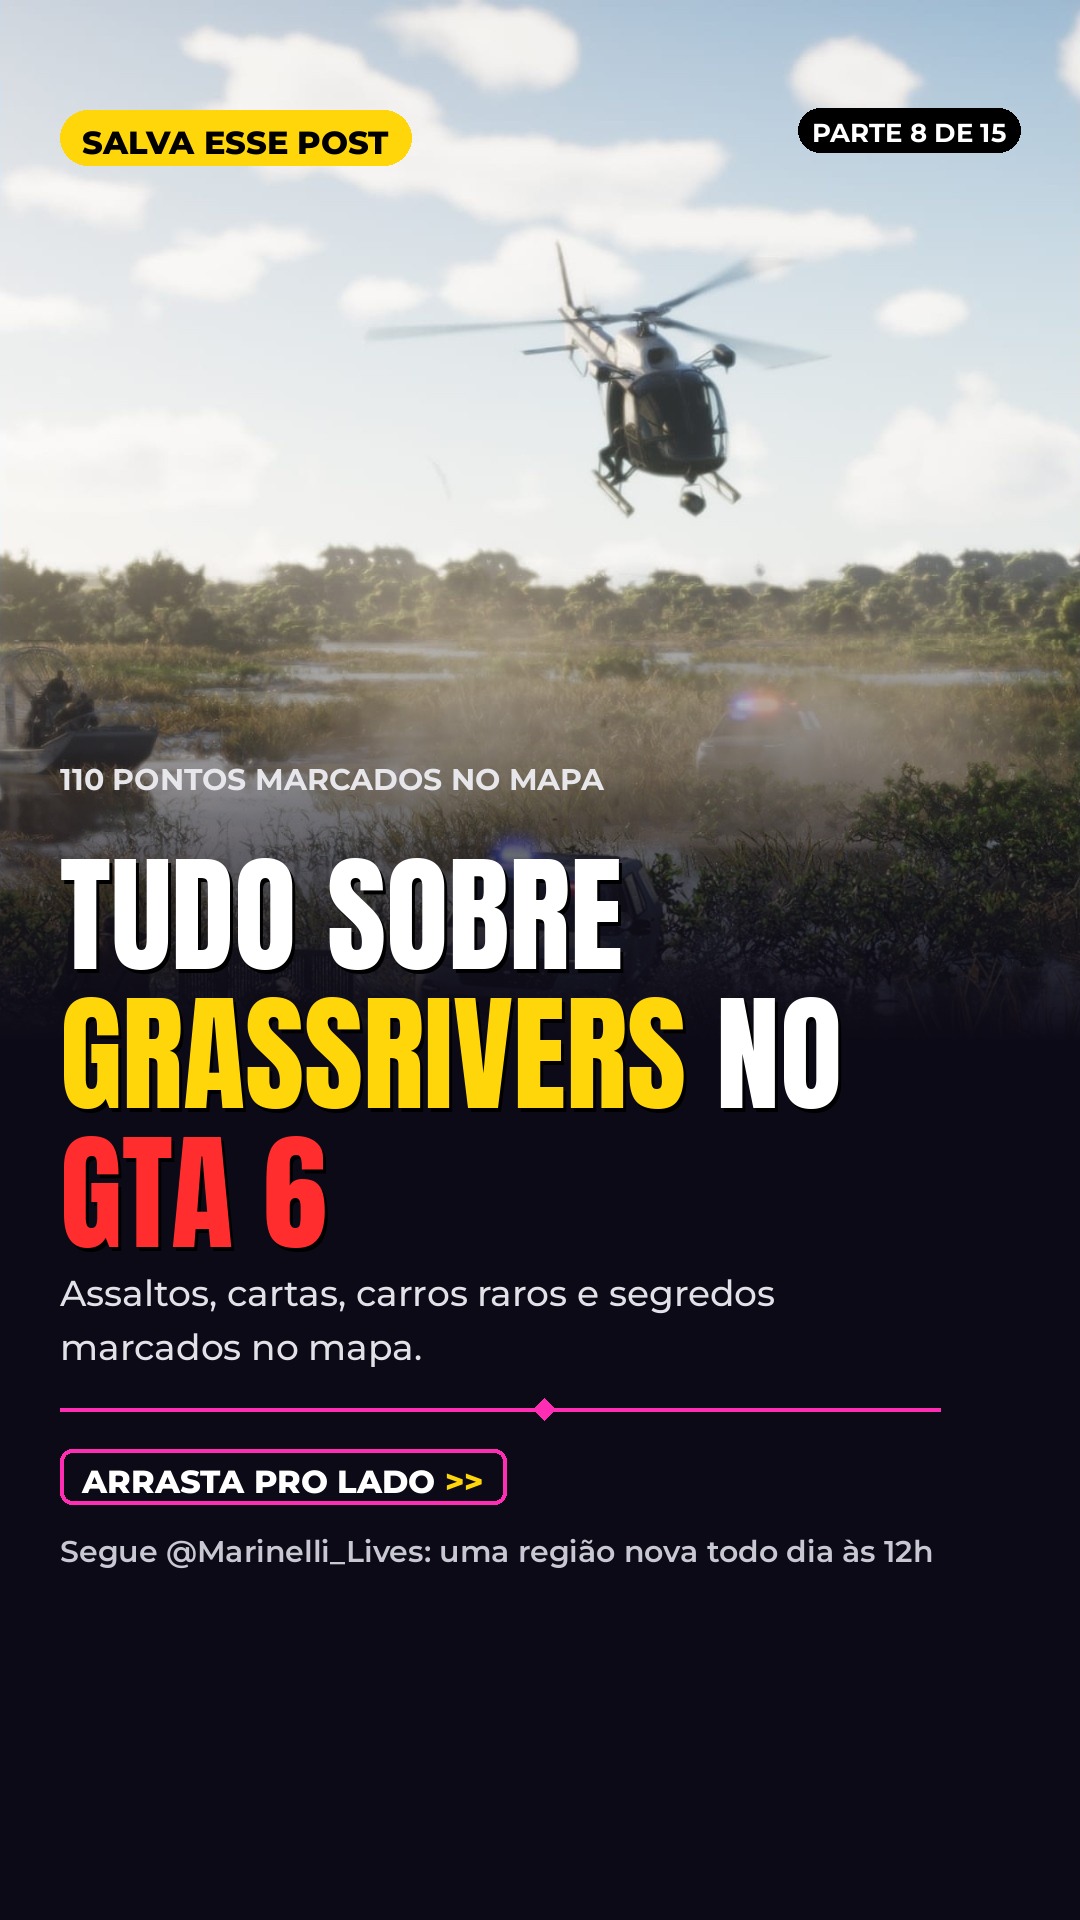 SALVA ESSE POST
PARTE 8 DE 15
110 PONTOS MARCADOS NO MAPA
TUDO SOBRE
GRASSRIVERS NO
GTA 6
Assaltos, cartas, carros raros e segredos
marcados no mapa.
ARRASTA PRO LADO >>
Segue @Marinelli_Lives: uma região nova todo dia às 12h